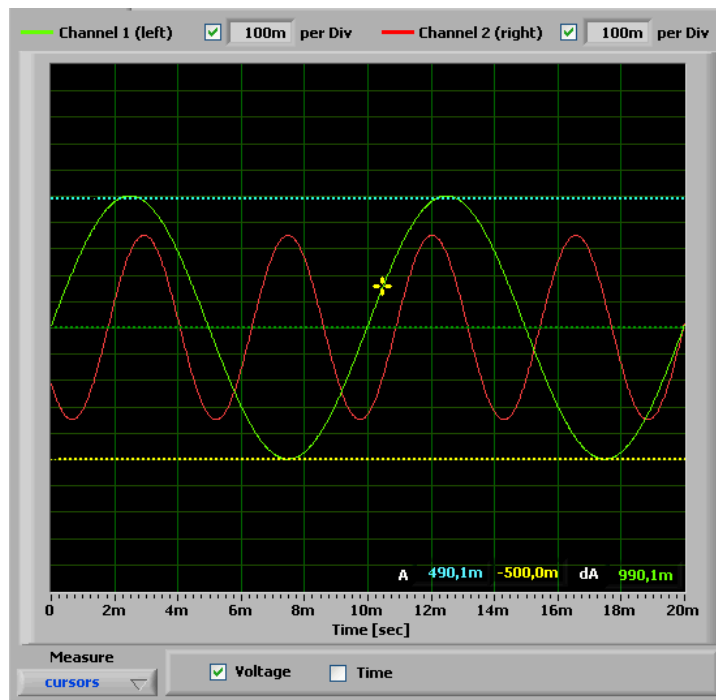 Channel 1 (left) 100m per Div Channel 2 (right) 100m per Div
A 490,1m -500,0m dA 990,1m
0 2m 4m 6m 8m 10m 12m 14m 16m 18m 20m
Time [sec]
Measure
cursors
Voltage Time